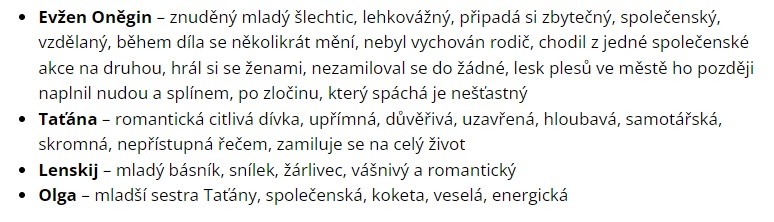 • Evžen Oněgin – znuděný mladý šlechtic, lehkovážný, připadá si zbytečný, společenský,
vzdělaný, během díla se několikrát mění, nebyl vychován rodič, chodil z jedné společenské
akce na druhou, hrál si se ženami, nezamiloval se do žádné, lesk plesů ve městě ho později
naplnil nudou a splínem, po zločinu, který spáchá je nešťastný
• Taťána – romantická citlivá dívka, upřímná, důvěřivá, uzavřená, hloubavá, samotářská,
skromná, nepřístupná řečem, zamiluje se na celý život
• Lenskij – mladý básník, snílek, žárlivec, vášnivý a romantický
• Olga – mladší sestra Taťány, společenská, koketa, veselá, energická